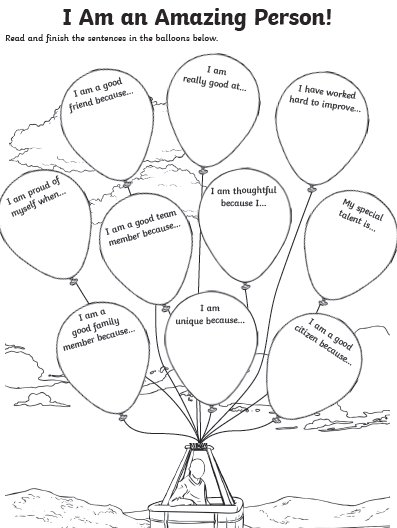 I Am an Amazing Person!
Read and finish the sentences in the balloons below.
I am a good
friend because...
I am
really good at...
I have worked
hard to improve...
I am proud of
myself when...
I am a good team
member because...
I am thoughtful
because I...
My special
talent is...
I am a
good family
member because...
I am
unique because...
I am a good
citizen because...